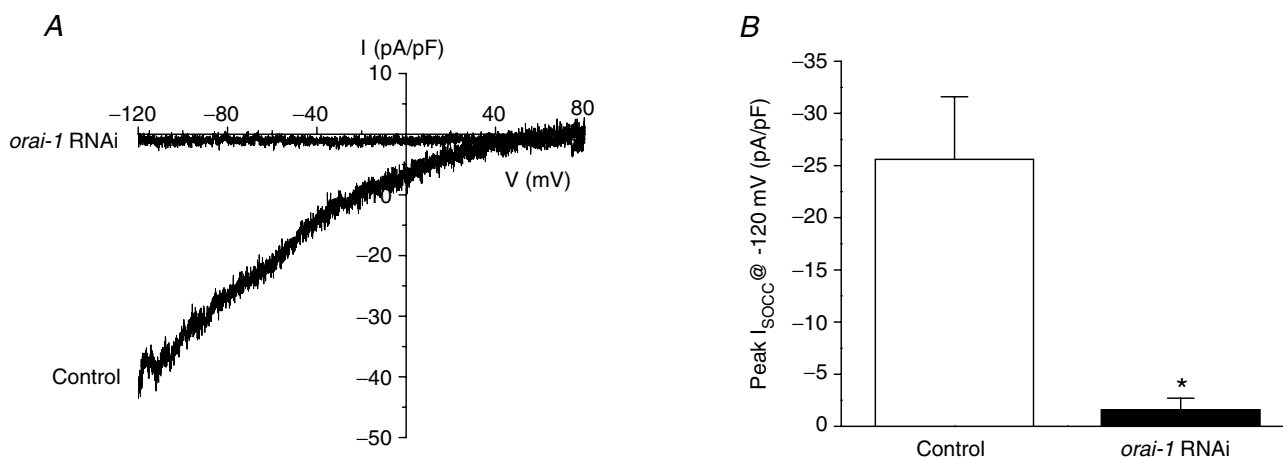 A
I (pA/pF)
10
−120
−80
−40
40
80
orai-1 RNAi
V (mV)
10
−20
−30
Control
−40
−50
B
Peak I_SOCC @ -120 mV (pA/pF)
−35
−30
−25
−20
−15
−10
−5
0
*
Control
orai-1 RNAi